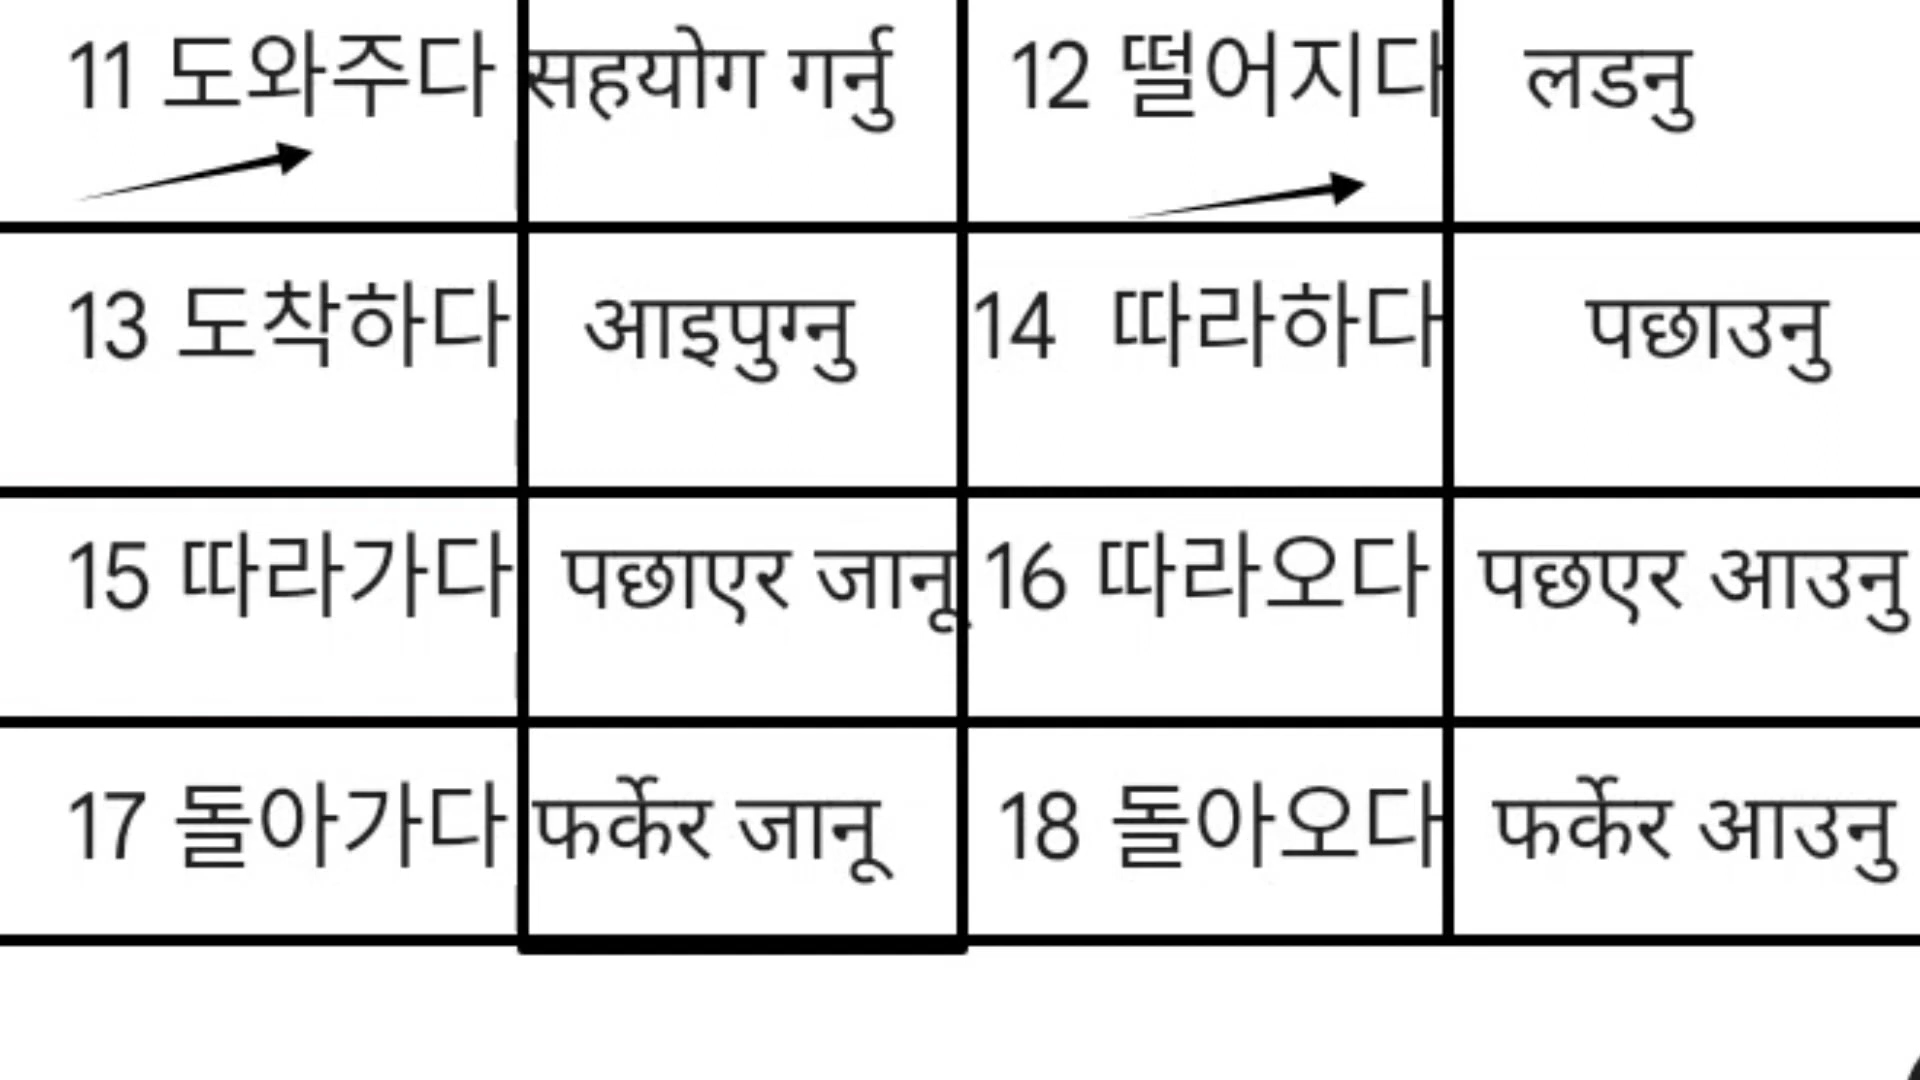 11 도와주다 सहयोग गर्नु 12 떨어지다 लडनु
13 도착하다 आइपुग्नु 14 따라하다 पछाउनु
15 따라가다 पछाएर जानू 16 따라오다 पछएर आउनु
17 돌아가다 फर्केर जानू 18 돌아오다 फर्केर आउनु